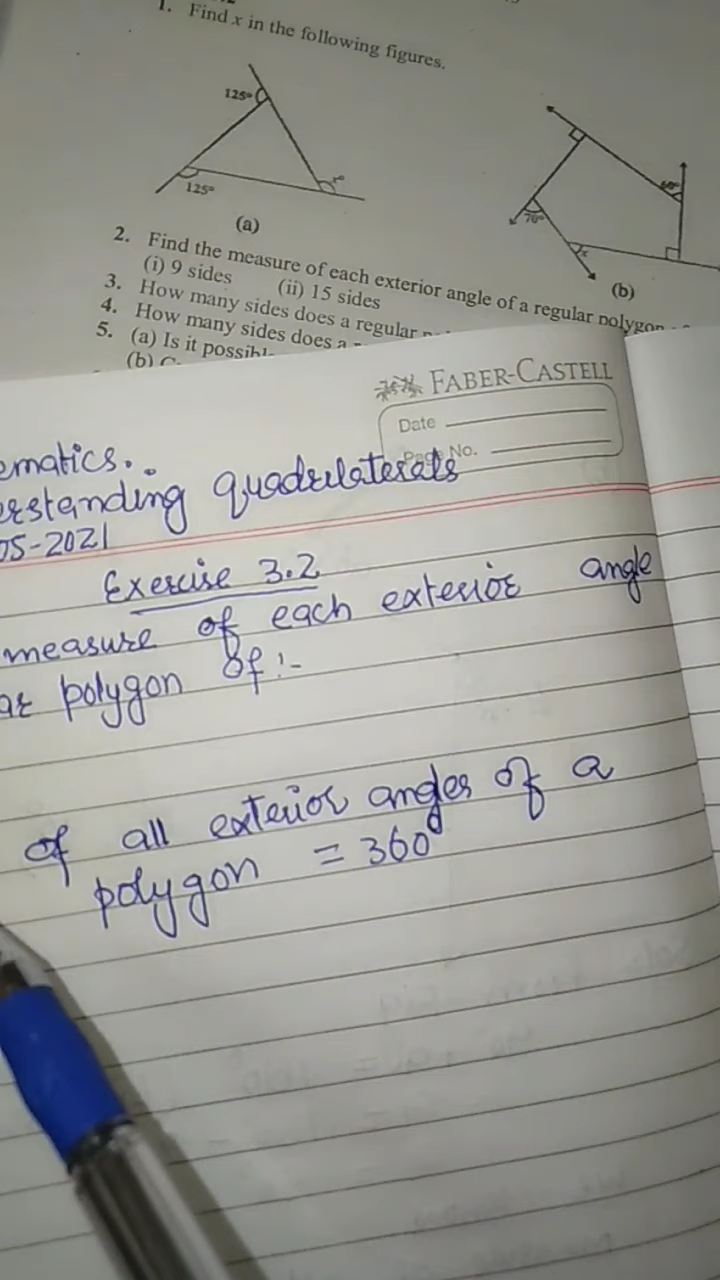 1. Find x in the following figures.
125°
125°
x°
(a)
60°
70°
x
(b)
2. Find the measure of each exterior angle of a regular polygon
(i) 9 sides (ii) 15 sides
3. How many sides does a regular
4. How many sides does a
5. (a) Is it possible
(b)
FABER-CASTELL
Date
Page No.
ematics..
erstanding quadrilaterals
05-2021
Exercise 3.2
measure of each exterior angle
ar polygon of :-
of all exterior angles of a
polygon = 360°